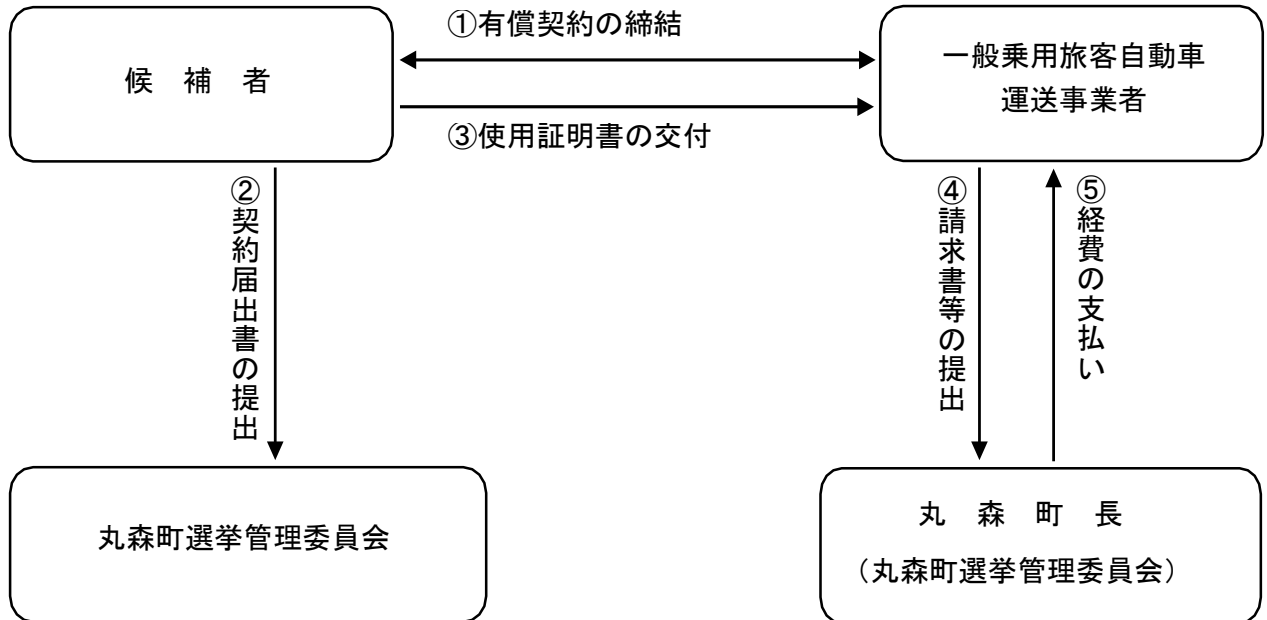 ①有償契約の締結
候　補　者
一般乗用旅客自動車
運送事業者
③使用証明書の交付
②契約届出書の提出
④請求書等の提出
⑤経費の支払い
丸森町選挙管理委員会
丸　森　町　長
（丸森町選挙管理委員会）